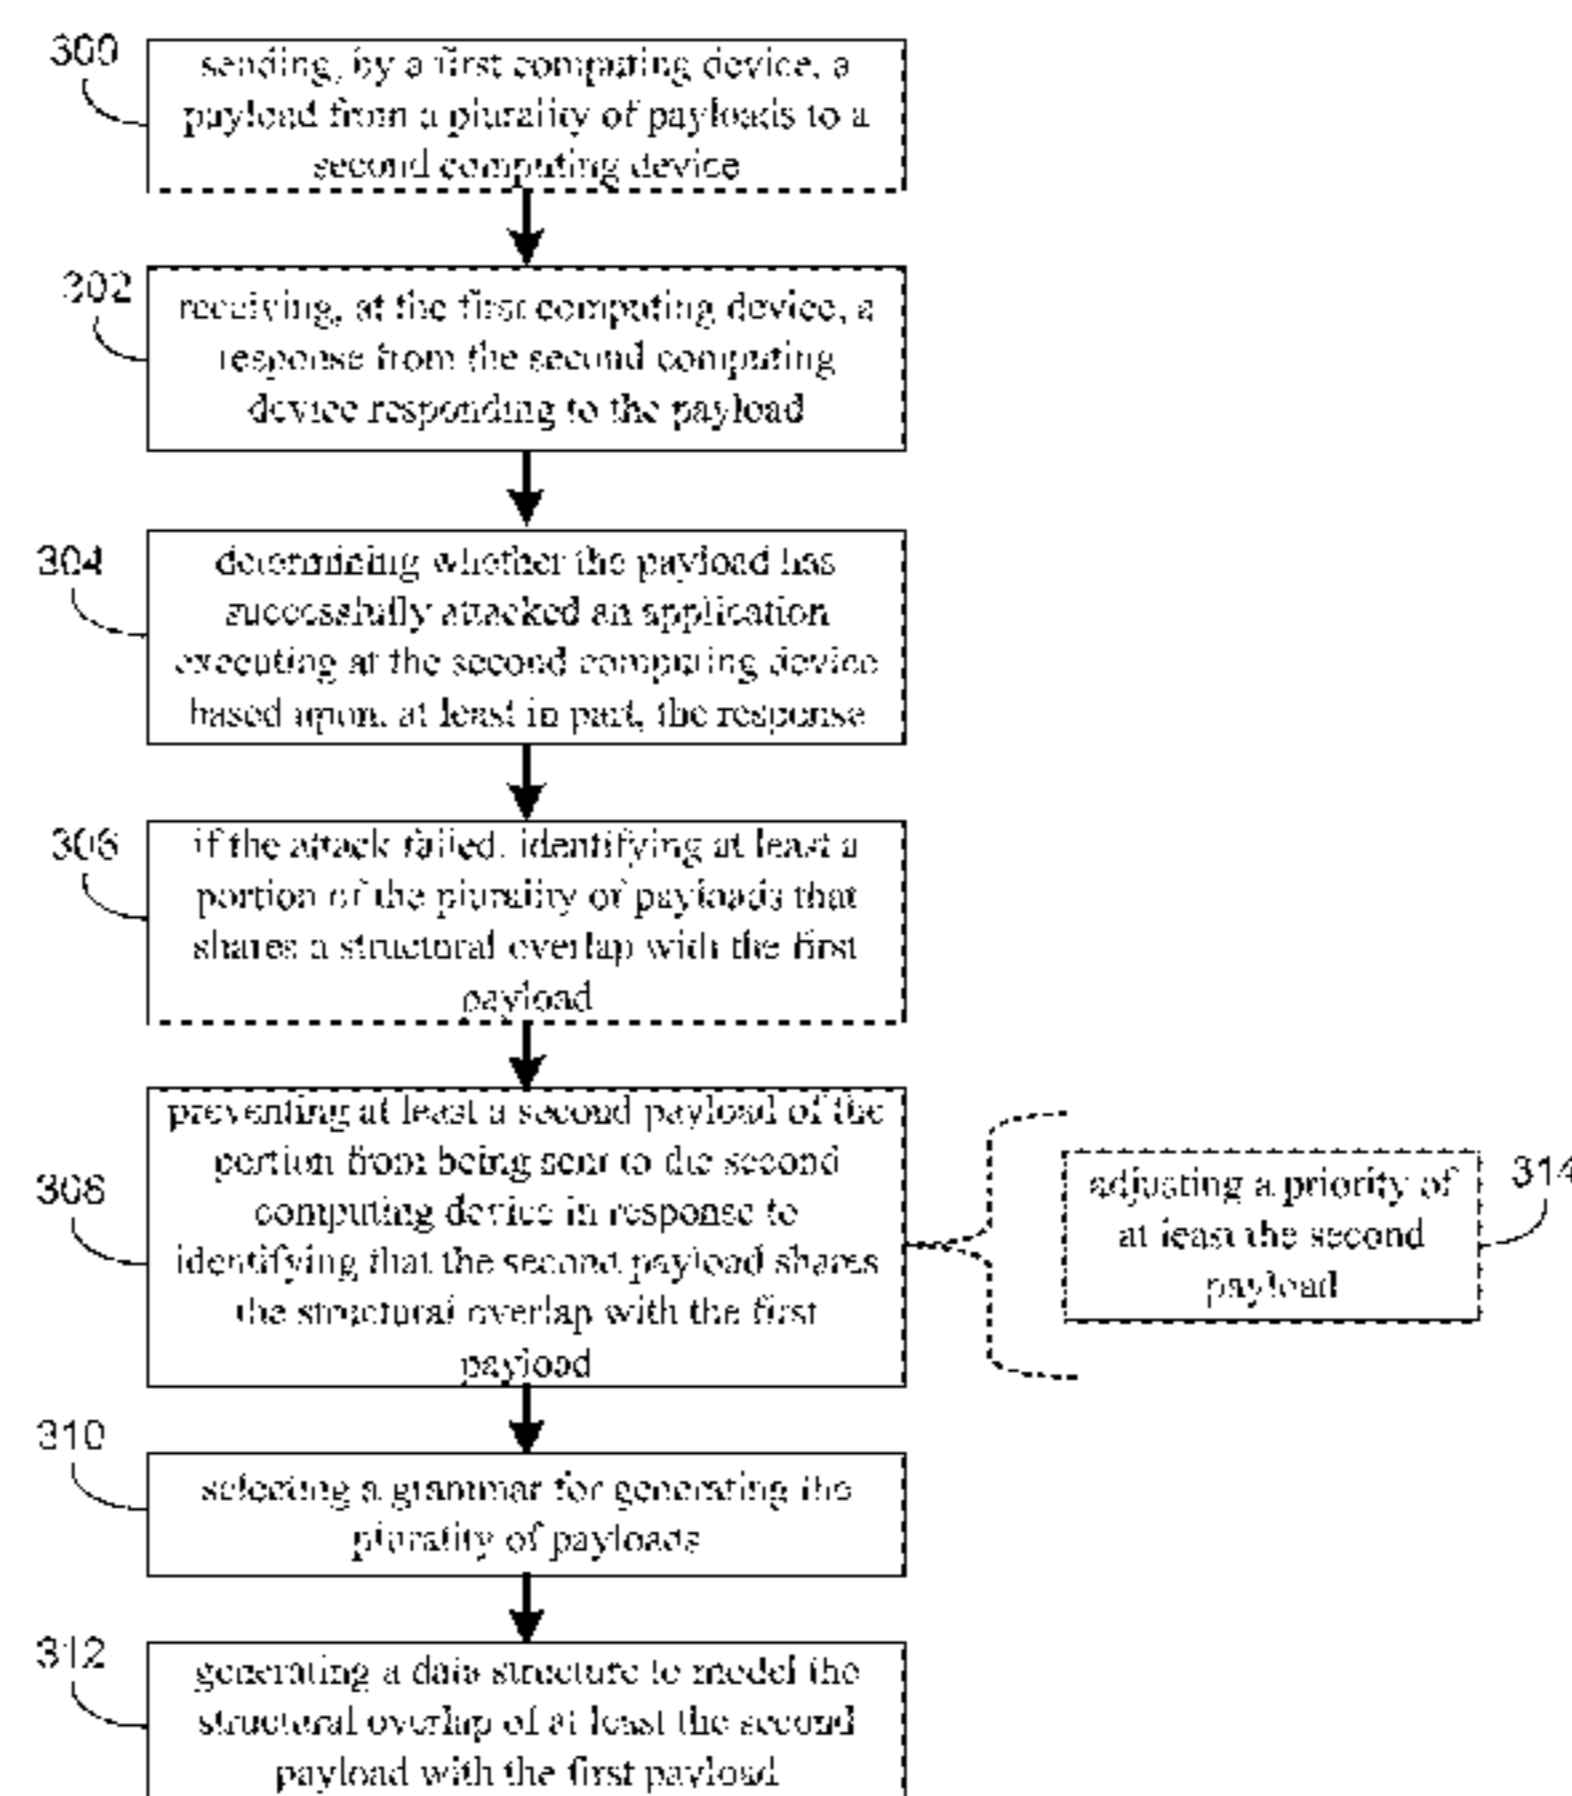 300
sending, by a first computing device, a
payload from a plurality of payloads to a
second computing device
302
receiving, at the first computing device, a
response from the second computing
device responding to the payload
304
determining whether the payload has
successfully attacked an application
executing at the second computing device
based upon, at least in part, the response
306
if the attack failed, identifying at least a
portion of the plurality of payloads that
shares a structural overlap with the first
payload
308
preventing at least a second payload of the
portion from being sent to the second
computing device in response to
identifying that the second payload shares
the structural overlap with the first
payload
314
adjusting a priority of
at least the second
payload
310
selecting a grammar for generating the
plurality of payloads
312
generating a data structure to model the
structural overlap of at least the second
payload with the first payload